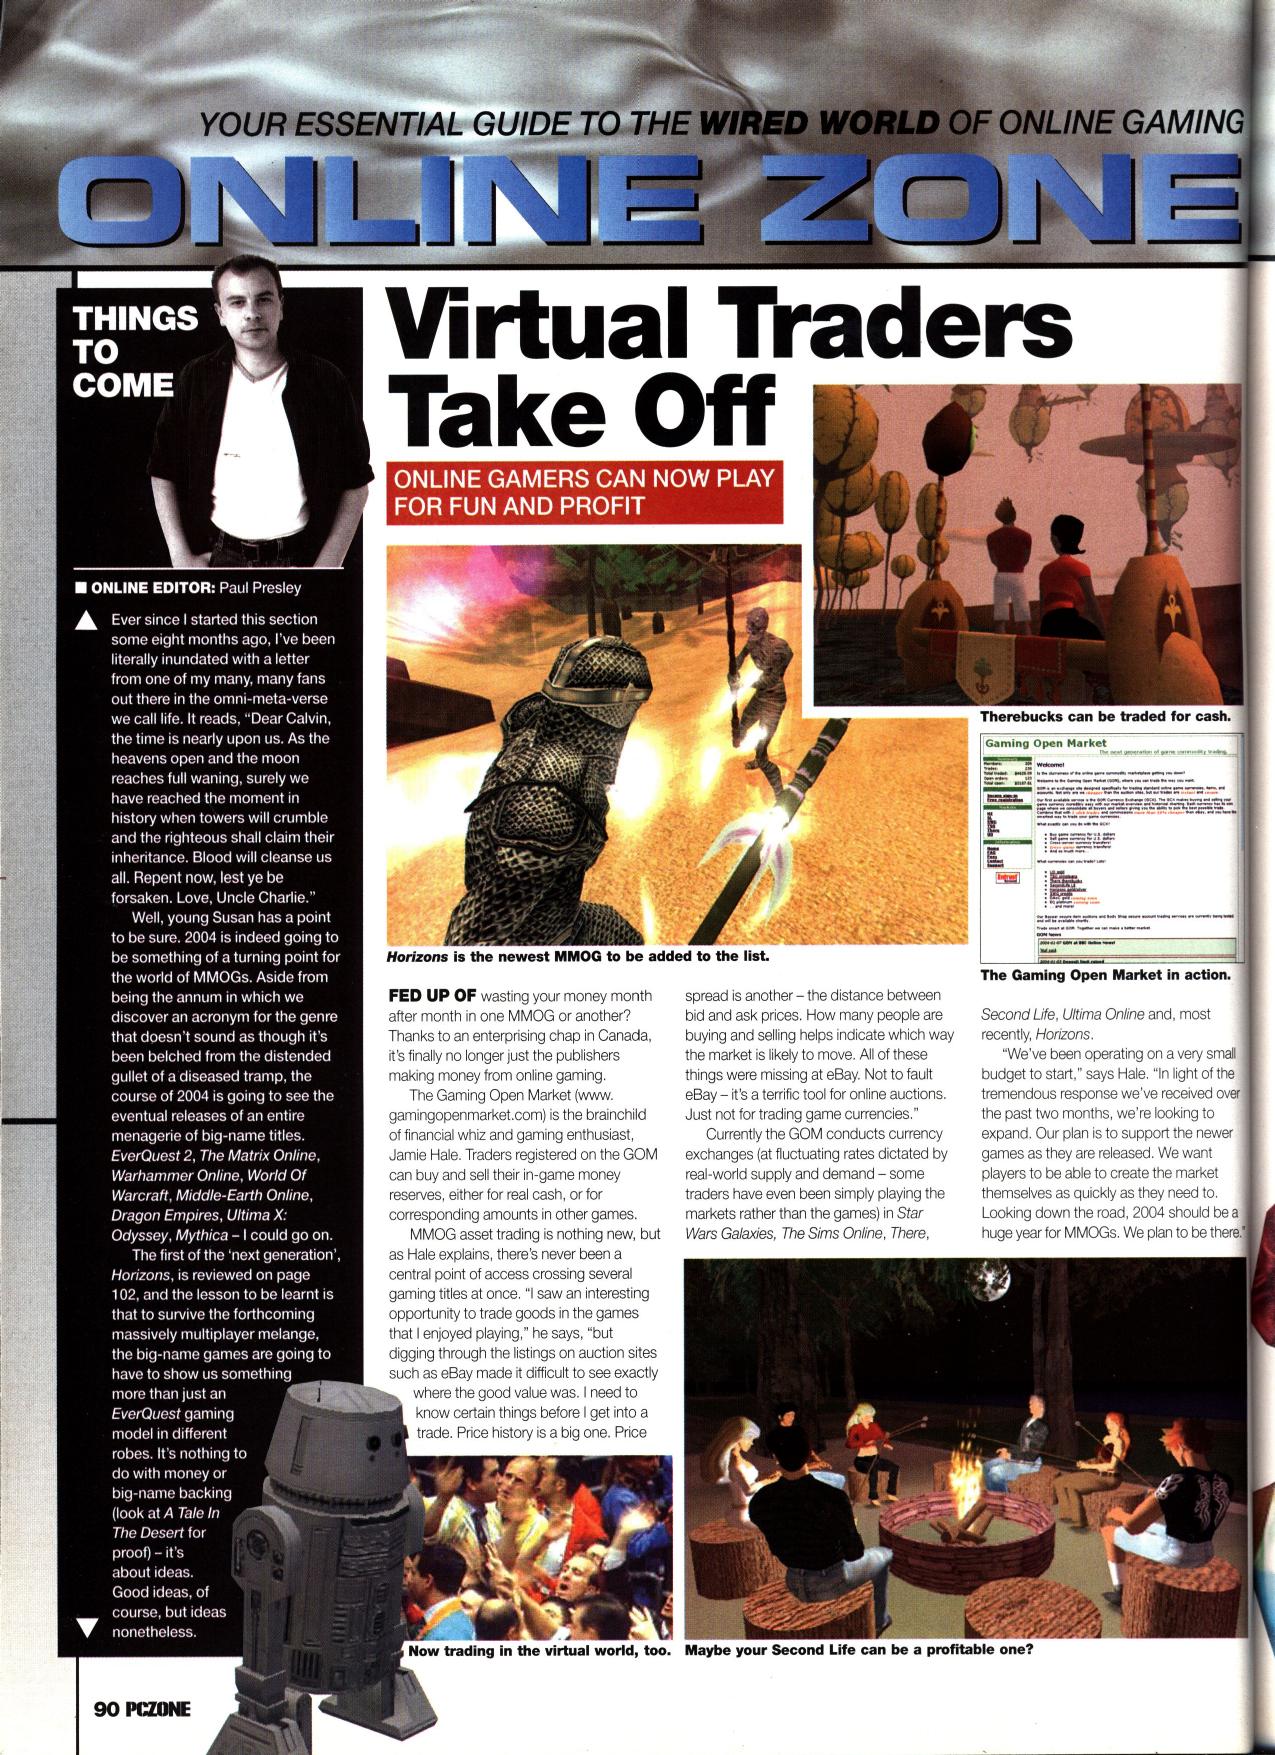 YOUR ESSENTIAL GUIDE TO THE WIRED WORLD OF ONLINE GAMING
ONLINE ZONE
THINGS
TO
COME
■ ONLINE EDITOR: Paul Presley
Ever since I started this section
some eight months ago, I've been
literally inundated with a letter
from one of my many, many fans
out there in the omni-meta-verse
we call life. It reads, “Dear Calvin,
the time is nearly upon us. As the
heavens open and the moon
reaches full waning, surely we
have reached the moment in
history when towers will crumble
and the righteous shall claim their
inheritance. Blood will cleanse us
all. Repent now, lest ye be
forsaken. Love, Uncle Charlie.”
Well, young Susan has a point
to be sure. 2004 is indeed going to
be something of a turning point for
the world of MMOGs. Aside from
being the annum in which we
discover an acronym for the genre
that doesn't sound as though it's
been belched from the distended
gullet of a diseased tramp, the
course of 2004 is going to see the
eventual releases of an entire
menagerie of big-name titles.
EverQuest 2, The Matrix Online,
Warhammer Online, World Of
Warcraft, Middle-Earth Online,
Dragon Empires, Ultima X:
Odyssey, Mythica – I could go on.
The first of the 'next generation',
Horizons, is reviewed on page
102, and the lesson to be learnt is
that to survive the forthcoming
massively multiplayer melange,
the big-name games are going to
have to show us something
more than just an
EverQuest gaming
model in different
robes. It's nothing to
do with money or
big-name backing
(look at A Tale In
The Desert for
proof) – it's
about ideas.
Good ideas, of
course, but ideas
nonetheless.
Virtual Traders
Take Off
ONLINE GAMERS CAN NOW PLAY
FOR FUN AND PROFIT
Therebucks can be traded for cash.
Gaming Open Market
The next generation of game commodity trading.
Welcome!
The Gaming Open Market in action.
Horizons is the newest MMOG to be added to the list.
FED UP OF wasting your money month
after month in one MMOG or another?
Thanks to an enterprising chap in Canada,
it's finally no longer just the publishers
making money from online gaming.
The Gaming Open Market (www.
gamingopenmarket.com) is the brainchild
of financial whiz and gaming enthusiast,
Jamie Hale. Traders registered on the GOM
can buy and sell their in-game money
reserves, either for real cash, or for
corresponding amounts in other games.
MMOG asset trading is nothing new, but
as Hale explains, there's never been a
central point of access crossing several
gaming titles at once. “I saw an interesting
opportunity to trade goods in the games
that I enjoyed playing,” he says, “but
digging through the listings on auction sites
such as eBay made it difficult to see exactly
where the good value was. I need to
know certain things before I get into a
trade. Price history is a big one. Price
spread is another – the distance between
bid and ask prices. How many people are
buying and selling helps indicate which way
the market is likely to move. All of these
things were missing at eBay. Not to fault
eBay – it's a terrific tool for online auctions.
Just not for trading game currencies.”
Currently the GOM conducts currency
exchanges (at fluctuating rates dictated by
real-world supply and demand – some
traders have even been simply playing the
markets rather than the games) in Star
Wars Galaxies, The Sims Online, There,
Second Life, Ultima Online and, most
recently, Horizons.
“We've been operating on a very small
budget to start,” says Hale. “In light of the
tremendous response we've received over
the past two months, we're looking to
expand. Our plan is to support the newer
games as they are released. We want
players to be able to create the market
themselves as quickly as they need to.
Looking down the road, 2004 should be a
huge year for MMOGs. We plan to be there.”
Now trading in the virtual world, too.
Maybe your Second Life can be a profitable one?
90 PCZONE